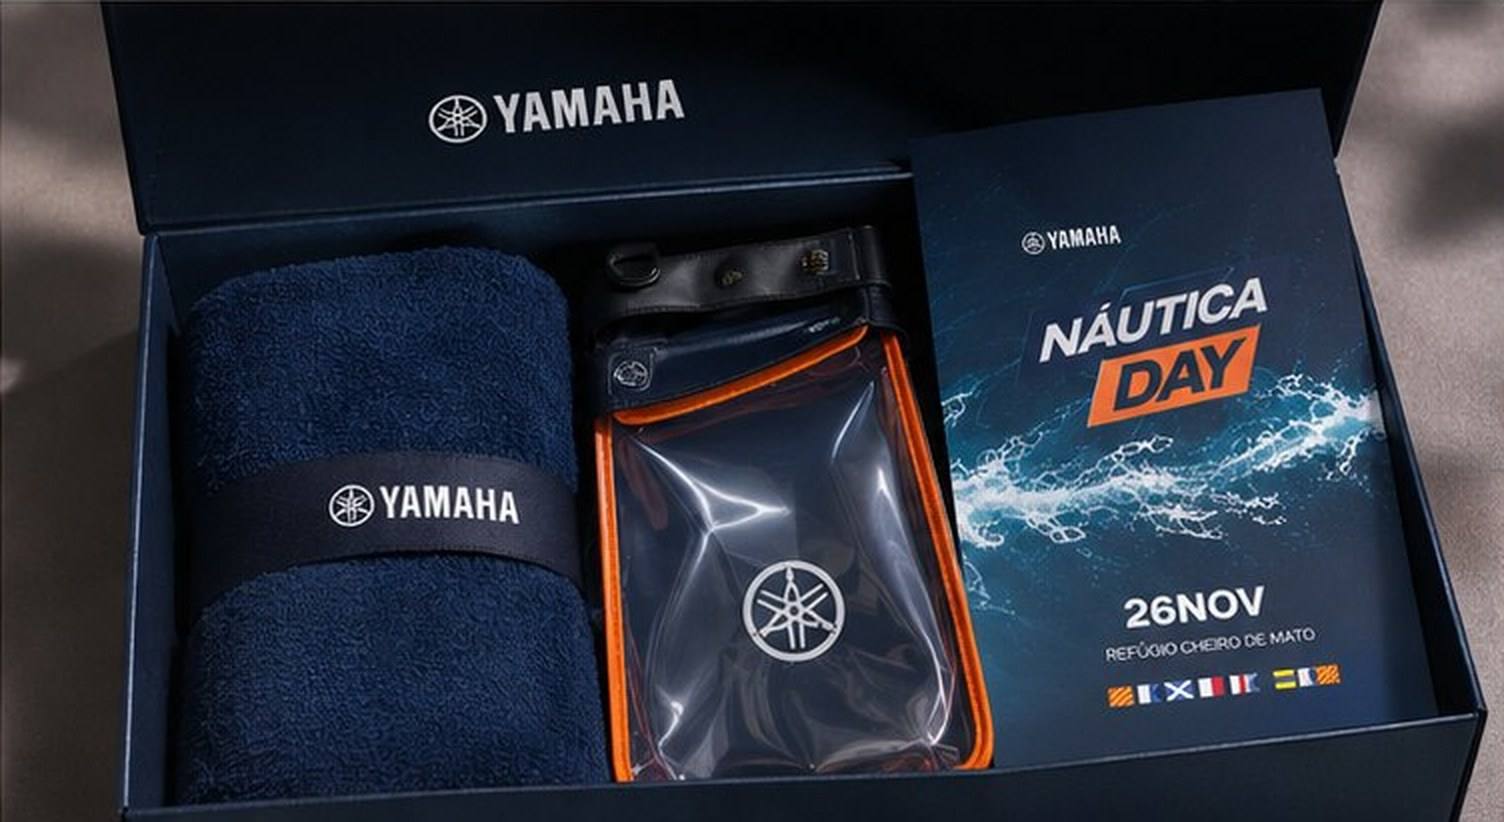 YAMAHA
YAMAHA
YAMAHA
NÁUTICA
DAY
26NOV
REFÚGIO CHEIRO DE MATO